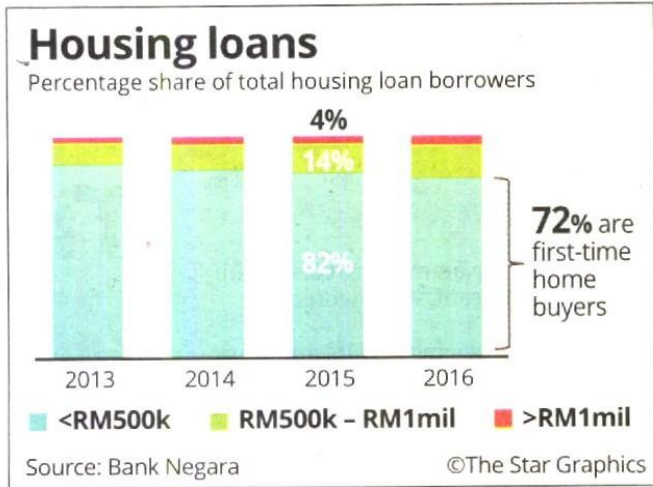 Housing loans
Percentage share of total housing loan borrowers
4%
14%
82%
72% are
first-time
home
buyers
2013 2014 2015 2016
<RM500k RM500k – RM1mil >RM1mil
Source: Bank Negara ©The Star Graphics